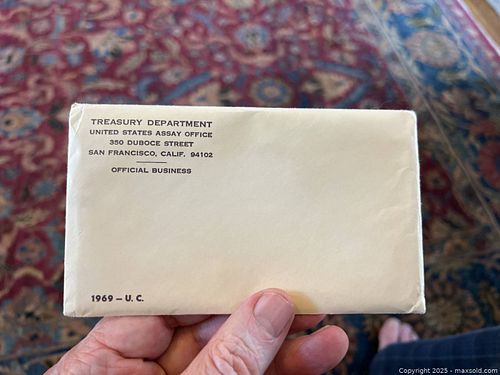 TREASURY DEPARTMENT
UNITED STATES ASSAY OFFICE
350 DUBOCE STREET
SAN FRANCISCO, CALIF. 94102
OFFICIAL BUSINESS
1969 – U. C.
Copyright 2025 - maxsold.com